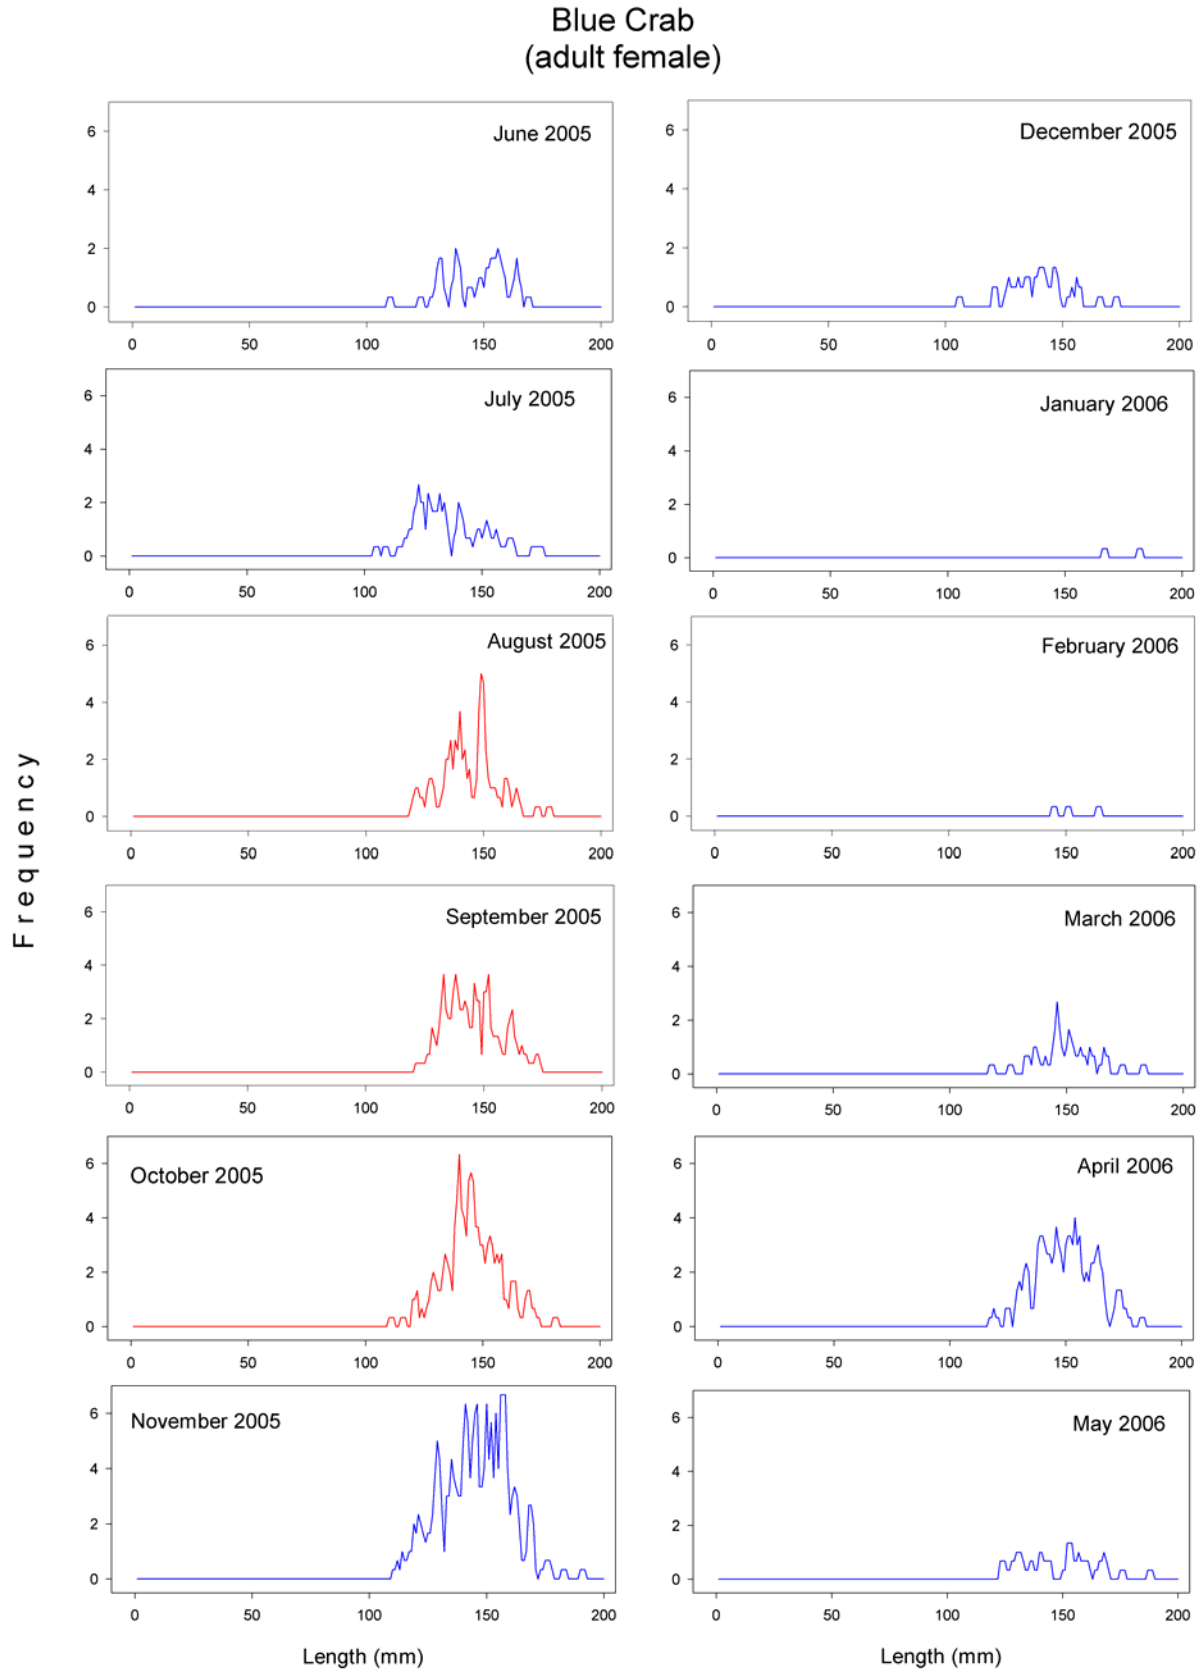 Blue Crab
(adult female)
Frequency
June 2005
6
4
2
0
0 50 100 150 200
December 2005
6
4
2
0
0 50 100 150 200
July 2005
6
4
2
0
0 50 100 150 200
January 2006
6
4
2
0
0 50 100 150 200
August 2005
6
4
2
0
0 50 100 150 200
February 2006
6
4
2
0
0 50 100 150 200
September 2005
6
4
2
0
0 50 100 150 200
March 2006
6
4
2
0
0 50 100 150 200
October 2005
6
4
2
0
0 50 100 150 200
April 2006
6
4
2
0
0 50 100 150 200
November 2005
6
4
2
0
0 50 100 150 200
Length (mm)
May 2006
6
4
2
0
0 50 100 150 200
Length (mm)